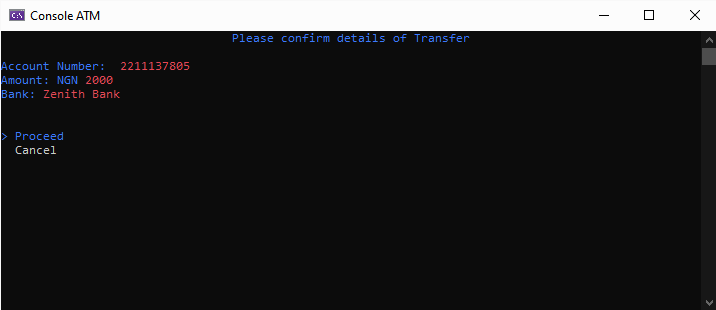 Console ATM
Please confirm details of Transfer
Account Number:  2211137805
Amount: NGN 2000
Bank: Zenith Bank
> Proceed
Cancel